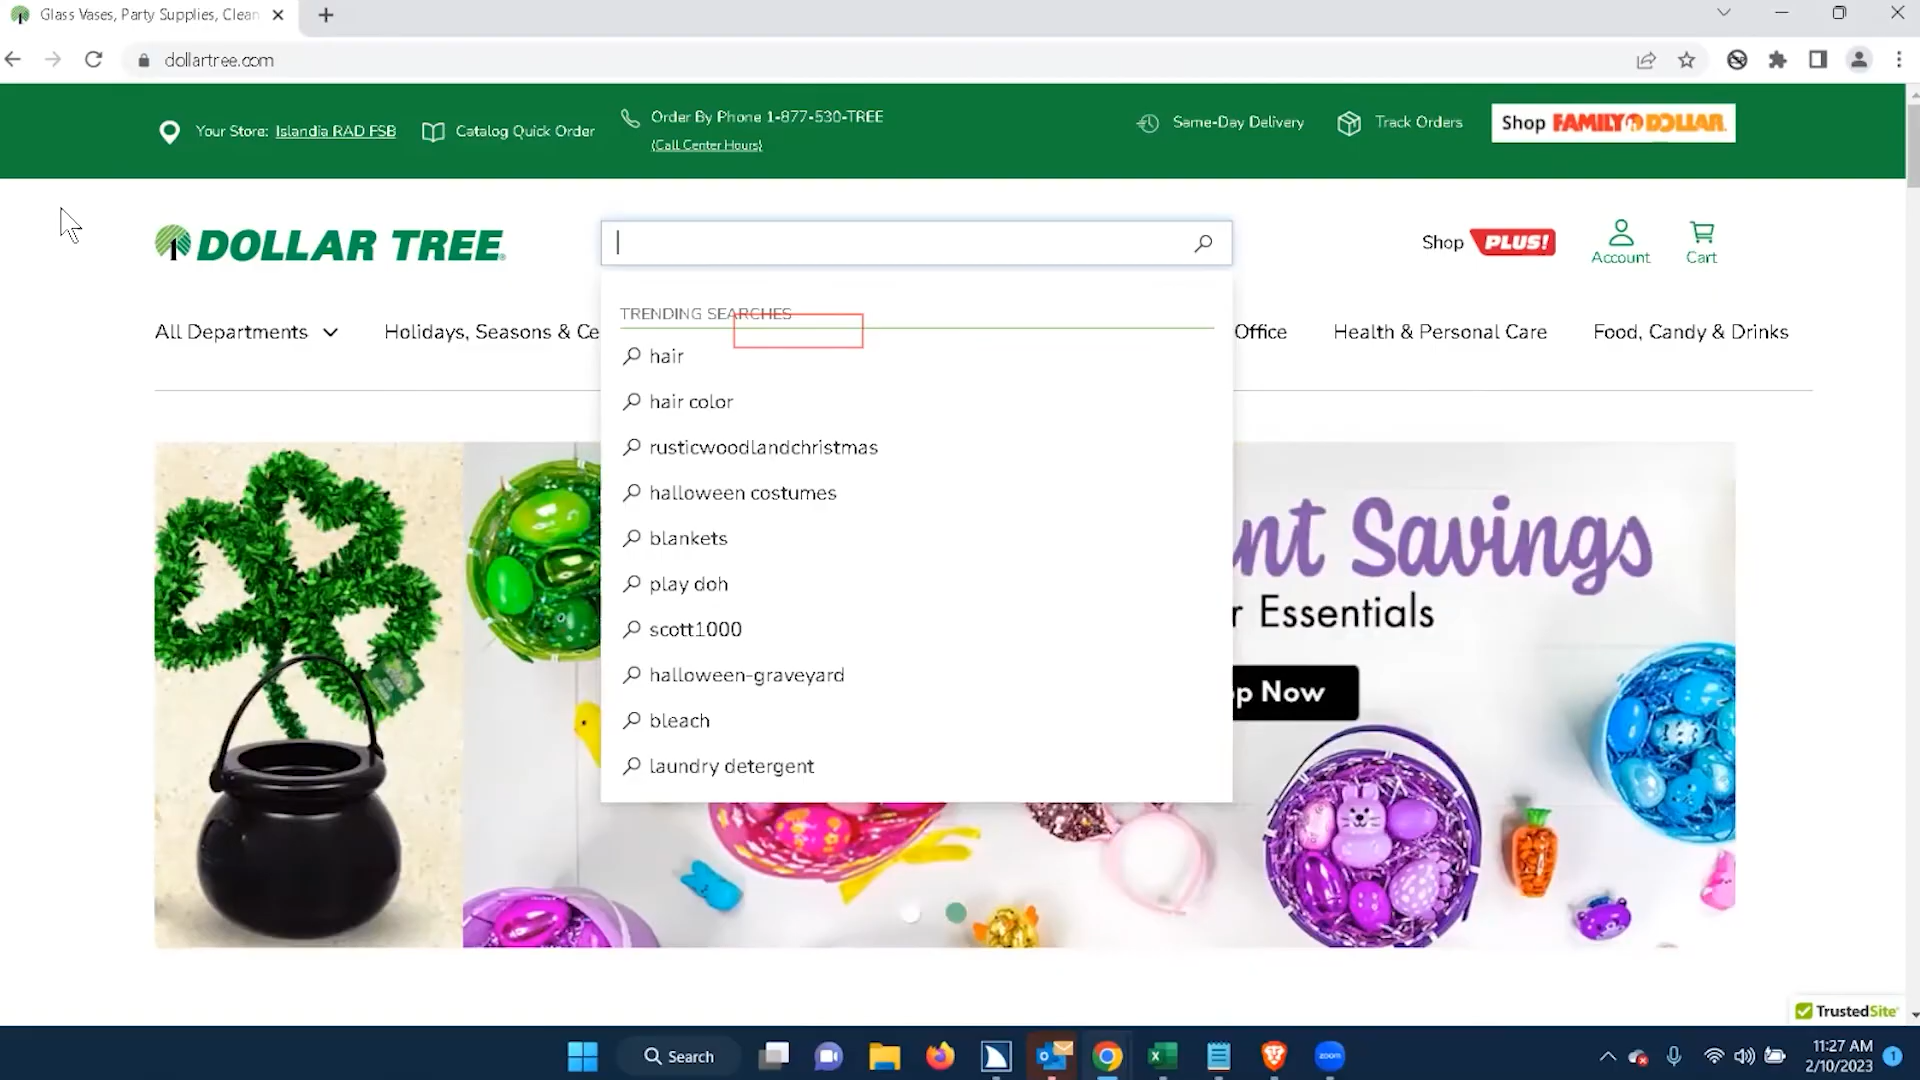 Glass Vases, Party Supplies, Clean
dollartree.com
Your Store: Islandia RAD FSB
Catalog Quick Order
Order By Phone 1-877-530-TREE
(Call Center Hours)
Same-Day Delivery
Track Orders
Shop FAMILY DOLLAR
DOLLAR TREE
Shop PLUS!
Account
Cart
All Departments
Holidays, Seasons & Ce
Office
Health & Personal Care
Food, Candy & Drinks
TRENDING SEARCHES
hair
hair color
rusticwoodlandchristmas
halloween costumes
blankets
play doh
scott1000
halloween-graveyard
bleach
laundry detergent
nt Savings
r Essentials
p Now
TrustedSite
Search
zoom
11:27 AM
2/10/2023
1